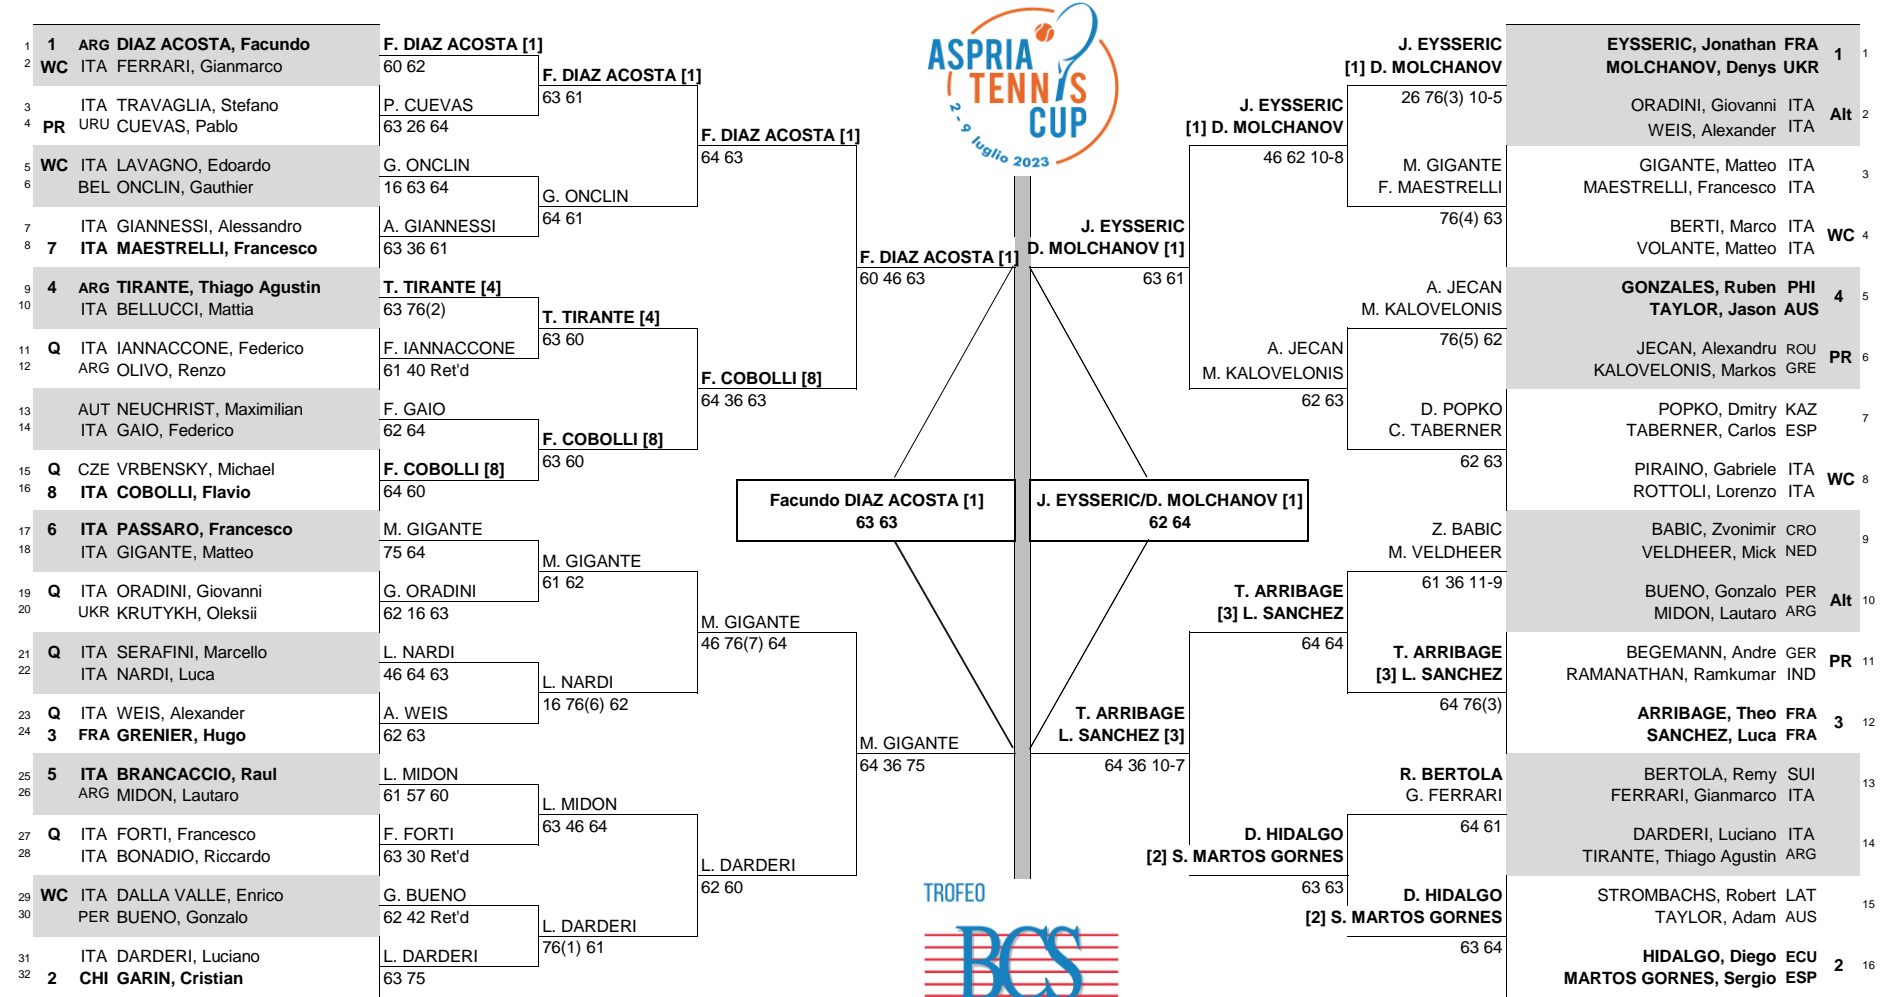 ASPRIA
TENNIS
CUP
2 - 9 luglio 2023
1 1 ARG DIAZ ACOSTA, Facundo
2 WC ITA FERRARI, Gianmarco
3 ITA TRAVAGLIA, Stefano
4 PR URU CUEVAS, Pablo
5 WC ITA LAVAGNO, Edoardo
6 BEL ONCLIN, Gauthier
7 ITA GIANNESSI, Alessandro
8 7 ITA MAESTRELLI, Francesco
9 4 ARG TIRANTE, Thiago Agustin
10 ITA BELLUCCI, Mattia
11 Q ITA IANNACCONE, Federico
12 ARG OLIVO, Renzo
13 AUT NEUCHRIST, Maximilian
14 ITA GAIO, Federico
15 Q CZE VRBENSKY, Michael
16 8 ITA COBOLLI, Flavio
17 6 ITA PASSARO, Francesco
18 ITA GIGANTE, Matteo
19 Q ITA ORADINI, Giovanni
20 UKR KRUTYKH, Oleksii
21 Q ITA SERAFINI, Marcello
22 ITA NARDI, Luca
23 Q ITA WEIS, Alexander
24 3 FRA GRENIER, Hugo
25 5 ITA BRANCACCIO, Raul
26 ARG MIDON, Lautaro
27 Q ITA FORTI, Francesco
28 ITA BONADIO, Riccardo
29 WC ITA DALLA VALLE, Enrico
30 PER BUENO, Gonzalo
31 ITA DARDERI, Luciano
32 2 CHI GARIN, Cristian
F. DIAZ ACOSTA [1]
60 62
P. CUEVAS
63 26 64
G. ONCLIN
16 63 64
A. GIANNESSI
63 36 61
T. TIRANTE [4]
63 76(2)
F. IANNACCONE
61 40 Ret'd
F. GAIO
62 64
F. COBOLLI [8]
64 60
M. GIGANTE
75 64
G. ORADINI
62 16 63
L. NARDI
46 64 63
A. WEIS
62 63
L. MIDON
61 57 60
F. FORTI
63 30 Ret'd
G. BUENO
62 42 Ret'd
L. DARDERI
63 75
F. DIAZ ACOSTA [1]
63 61
G. ONCLIN
64 61
T. TIRANTE [4]
63 60
F. COBOLLI [8]
63 60
M. GIGANTE
61 62
L. NARDI
16 76(6) 62
L. MIDON
63 46 64
L. DARDERI
76(1) 61
F. DIAZ ACOSTA [1]
64 63
F. COBOLLI [8]
64 36 63
M. GIGANTE
46 76(7) 64
L. DARDERI
62 60
F. DIAZ ACOSTA [1]
60 46 63
M. GIGANTE
64 36 75
Facundo DIAZ ACOSTA [1]
63 63
J. EYSSERIC/D. MOLCHANOV [1]
62 64
J. EYSSERIC
D. MOLCHANOV [1]
63 61
T. ARRIBAGE
L. SANCHEZ [3]
64 36 10-7
J. EYSSERIC
[1] D. MOLCHANOV
46 62 10-8
A. JECAN
M. KALOVELONIS
62 63
T. ARRIBAGE
[3] L. SANCHEZ
64 64
D. HIDALGO
[2] S. MARTOS GORNES
63 63
J. EYSSERIC
[1] D. MOLCHANOV
26 76(3) 10-5
M. GIGANTE
F. MAESTRELLI
76(4) 63
A. JECAN
M. KALOVELONIS
76(5) 62
D. POPKO
C. TABERNER
62 63
Z. BABIC
M. VELDHEER
61 36 11-9
T. ARRIBAGE
[3] L. SANCHEZ
64 76(3)
R. BERTOLA
G. FERRARI
64 61
D. HIDALGO
[2] S. MARTOS GORNES
63 64
EYSSERIC, Jonathan FRA 1 1
MOLCHANOV, Denys UKR
ORADINI, Giovanni ITA Alt 2
WEIS, Alexander ITA
GIGANTE, Matteo ITA 3
MAESTRELLI, Francesco ITA
BERTI, Marco ITA WC 4
VOLANTE, Matteo ITA
GONZALES, Ruben PHI 4 5
TAYLOR, Jason AUS
JECAN, Alexandru ROU PR 6
KALOVELONIS, Markos GRE
POPKO, Dmitry KAZ 7
TABERNER, Carlos ESP
PIRAINO, Gabriele ITA WC 8
ROTTOLI, Lorenzo ITA
BABIC, Zvonimir CRO 9
VELDHEER, Mick NED
BUENO, Gonzalo PER Alt 10
MIDON, Lautaro ARG
BEGEMANN, Andre GER PR 11
RAMANATHAN, Ramkumar IND
ARRIBAGE, Theo FRA 3 12
SANCHEZ, Luca FRA
BERTOLA, Remy SUI 13
FERRARI, Gianmarco ITA
DARDERI, Luciano ITA 14
TIRANTE, Thiago Agustin ARG
STROMBACHS, Robert LAT 15
TAYLOR, Adam AUS
HIDALGO, Diego ECU 2 16
MARTOS GORNES, Sergio ESP
TROFEO
BCS